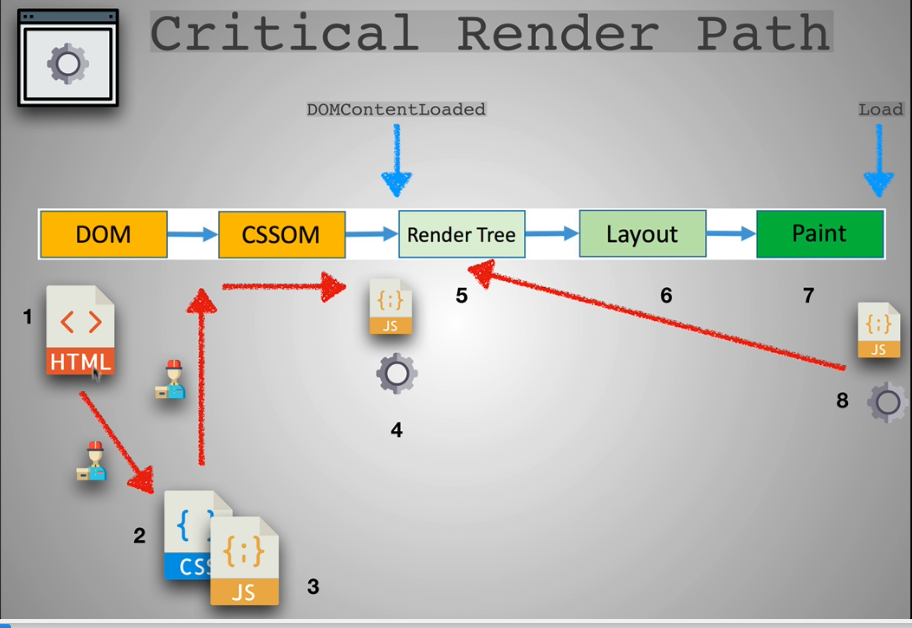 Critical Render Path
DOMContentLoaded
Load
DOM
CSSOM
Render Tree
Layout
Paint
1
HTML
{;}
JS
4
5
6
7
{;}
JS
8
2
{ }
CSS
{;}
JS
3